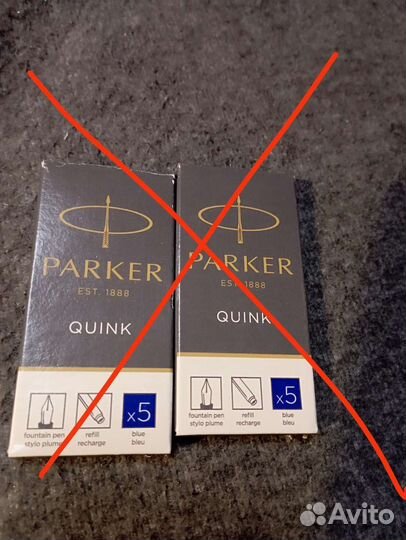 PARKER
EST. 1888
QUINK
fountain pen
stylo plume
refill
recharge
x5
blue
bleu
PARKER
EST. 1888
QUINK
fountain pen
stylo plume
refill
recharge
x5
blue
bleu
Avito